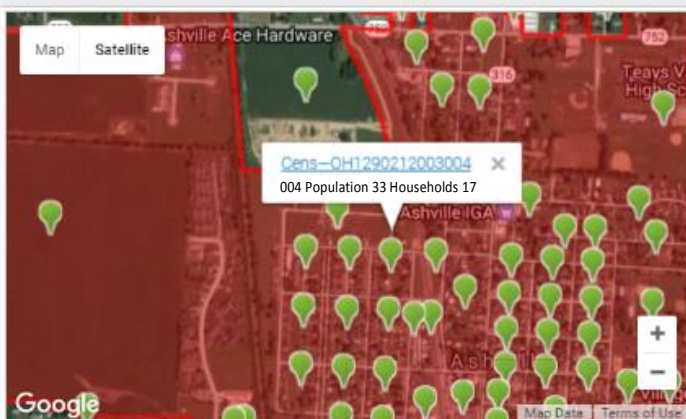 Map Satellite
shville Ace Hardware
752
316
Teays V
High Sc
Cens—OH1290212003004 ×
004 Population 33 Households 17
Ashville IGA
+
−
Google
Map Data Terms of Use